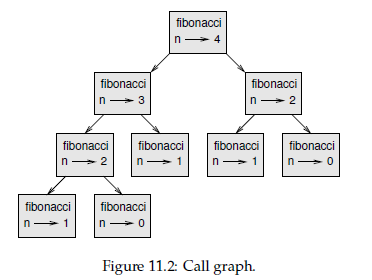 fibonacci
n → 4
fibonacci fibonacci
n → 3 n → 2
fibonacci fibonacci fibonacci fibonacci
n → 2 n → 1 n → 1 n → 0
fibonacci fibonacci
n → 1 n → 0
Figure 11.2: Call graph.